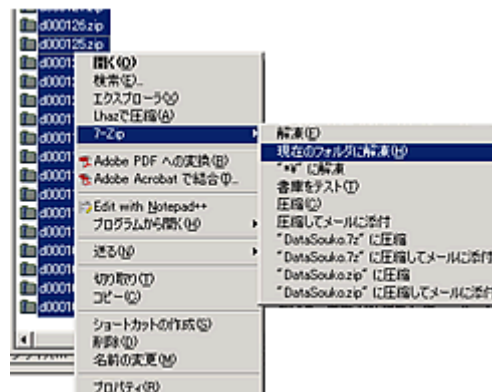 d000126.zip
d000125.zip
開く(O)
検索(E)...
エクスプローラ(X)
Lhazで圧縮(A)
7-Zip
Adobe PDF への変換(B)
Adobe Acrobat で結合(I)...
Edit with Notepad++
プログラムから開く(H)
送る(N)
切り取り(T)
コピー(C)
ショートカットの作成(S)
削除(D)
名前の変更(M)
プロパティ(R)
解凍(E)
現在のフォルダに解凍(H)
"*\" に解凍
書庫をテスト(T)
圧縮(C)
圧縮してメールに添付
"DataSouko.7z" に圧縮
"DataSouko.7z" に圧縮してメールに添付
"DataSouko.zip" に圧縮
"DataSouko.zip" に圧縮してメールに添付